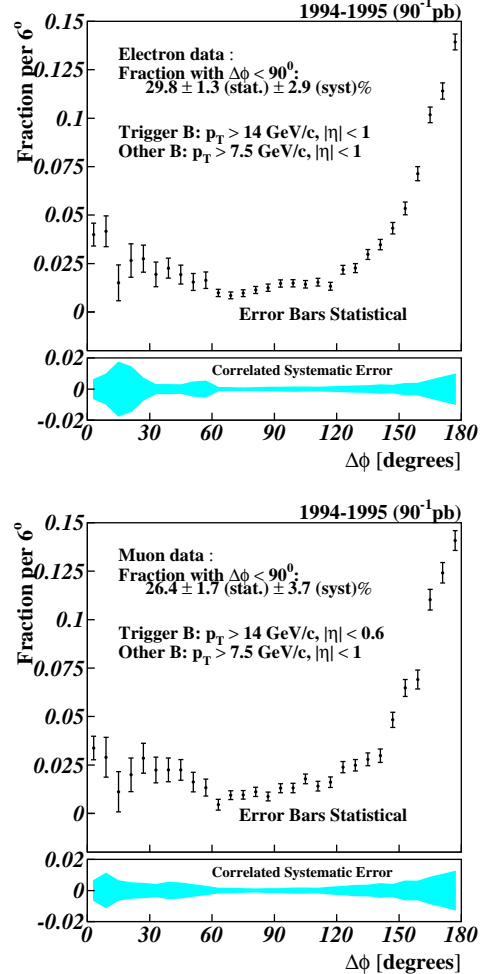 1994-1995 (90⁻¹pb)
Fraction per 6°
0.15
Electron data :
Fraction with Δϕ < 90⁰:
29.8 ± 1.3 (stat.) ± 2.9 (syst)%
0.1
Trigger B: p_T > 14 GeV/c, |η| < 1
Other B: p_T > 7.5 GeV/c, |η| < 1
0.075
0.05
0.025
0
Error Bars Statistical
0.02
Correlated Systematic Error
0
-0.02
0 30 60 90 120 150 180
Δϕ [degrees]
1994-1995 (90⁻¹pb)
Fraction per 6°
0.15
Muon data :
0.125
Fraction with Δϕ < 90⁰:
26.4 ± 1.7 (stat.) ± 3.7 (syst)%
0.1
Trigger B: p_T > 14 GeV/c, |η| < 0.6
Other B: p_T > 7.5 GeV/c, |η| < 1
0.075
0.05
0.025
0
Error Bars Statistical
0.02
Correlated Systematic Error
0
-0.02
0 30 60 90 120 150 180
Δϕ [degrees]